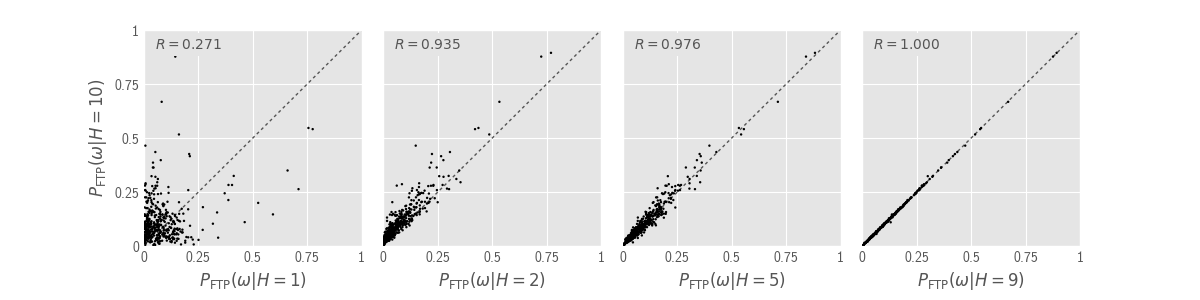 R = 0.271
R = 0.935
R = 0.976
R = 1.000
P_FTP(ω|H = 10)
1
0.75
0.5
0.25
0
0 0.25 0.5 0.75 1
0 0.25 0.5 0.75 1
0 0.25 0.5 0.75 1
0 0.25 0.5 0.75 1
P_FTP(ω|H = 1)
P_FTP(ω|H = 2)
P_FTP(ω|H = 5)
P_FTP(ω|H = 9)